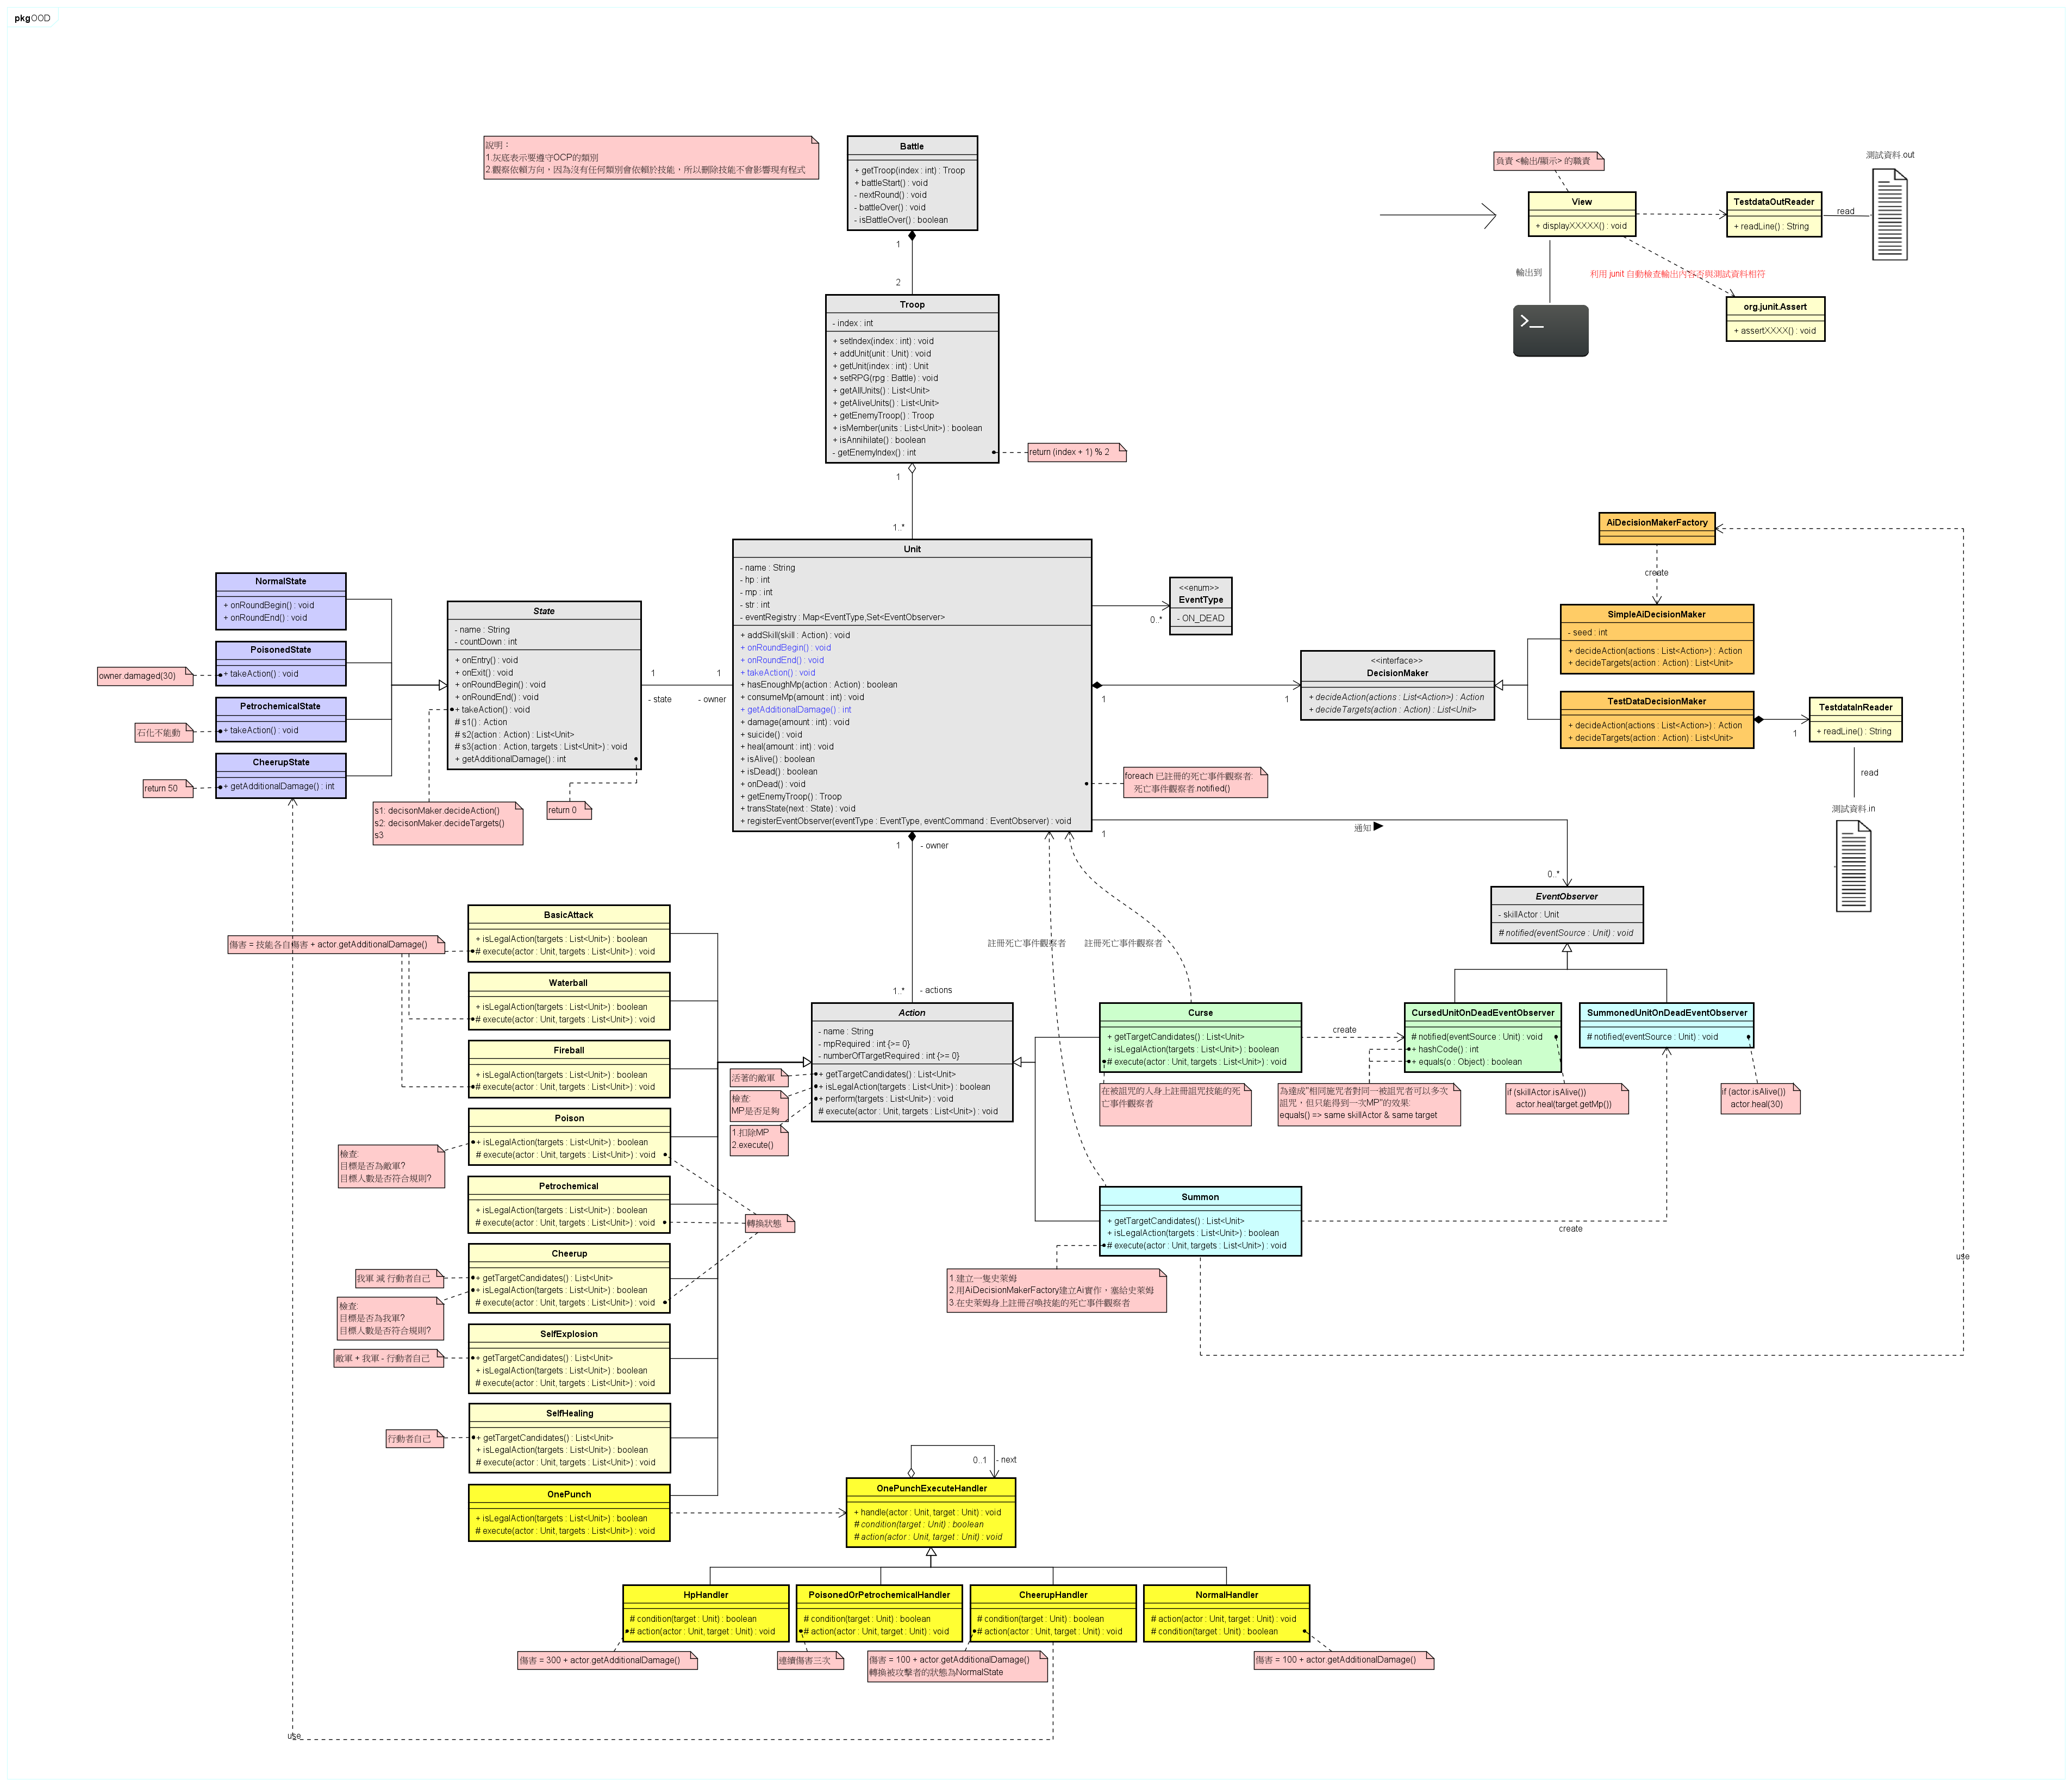 pkg OOD
說明：
1.灰底表示要遵守OCP的類別
2.觀察依賴方向，因為沒有任何類別會依賴於技能，所以刪除技能不會影響現有程式
Battle
+ getTroop(index : int) : Troop
+ battleStart() : void
- nextRound() : void
- battleOver() : void
- isBattleOver() : boolean
1
2
負責 <輸出/顯示> 的職責
View
+ displayXXXXX() : void
TestdataOutReader
+ readLine() : String
read
測試資料.out
輸出到
利用 junit 自動檢查輸出內容否與測試資料相符
org.junit.Assert
+ assertXXXX() : void
>_
Troop
- index : int
+ setIndex(index : int) : void
+ addUnit(unit : Unit) : void
+ getUnit(index : int) : Unit
+ setRPG(rpg : Battle) : void
+ getAllUnits() : List<Unit>
+ getAliveUnits() : List<Unit>
+ getEnemyTroop() : Troop
+ isMember(units : List<Unit>) : boolean
+ isAnnihilate() : boolean
- getEnemyIndex() : int
return (index + 1) % 2
1
1..*
Unit
- name : String
- hp : int
- mp : int
- str : int
- eventRegistry : Map<EventType,Set<EventObserver>
+ addSkill(skill : Action) : void
+ onRoundBegin() : void
+ onRoundEnd() : void
+ takeAction() : void
+ hasEnoughMp(action : Action) : boolean
+ consumeMp(amount : int) : void
+ getAdditionalDamage() : int
+ damage(amount : int) : void
+ suicide() : void
+ heal(amount : int) : void
+ isAlive() : boolean
+ isDead() : boolean
+ onDead() : void
+ getEnemyTroop() : Troop
+ transState(next : State) : void
+ registerEventObserver(eventType : EventType, eventCommand : EventObserver) : void
foreach 已註冊的死亡事件觀察者:
死亡事件觀察者.notified()
<<enum>>
EventType
- ON_DEAD
0..*
<<interface>>
DecisionMaker
+ decideAction(actions : List<Action>) : Action
+ decideTargets(action : Action) : List<Unit>
1
1
AiDecisionMakerFactory
create
SimpleAiDecisionMaker
- seed : int
+ decideAction(actions : List<Action>) : Action
+ decideTargets(action : Action) : List<Unit>
TestDataDecisionMaker
+ decideAction(actions : List<Action>) : Action
+ decideTargets(action : Action) : List<Unit>
1
TestdataInReader
+ readLine() : String
read
測試資料.in
NormalState
+ onRoundBegin() : void
+ onRoundEnd() : void
PoisonedState
+ takeAction() : void
owner.damaged(30)
PetrochemicalState
+ takeAction() : void
石化不能動
CheerupState
+ getAdditionalDamage() : int
return 50
State
- name : String
- countDown : int
+ onEntry() : void
+ onExit() : void
+ onRoundBegin() : void
+ onRoundEnd() : void
+ takeAction() : void
# s1() : Action
# s2(action : Action) : List<Unit>
# s3(action : Action, targets : List<Unit>) : void
+ getAdditionalDamage() : int
1
- state
1
- owner
s1: decisonMaker.decideAction()
s2: decisonMaker.decideTargets()
s3
return 0
1
- owner
1
通知
0..*
EventObserver
- skillActor : Unit
# notified(eventSource : Unit) : void
註冊死亡事件觀察者
註冊死亡事件觀察者
1..*
- actions
BasicAttack
+ isLegalAction(targets : List<Unit>) : boolean
# execute(actor : Unit, targets : List<Unit>) : void
傷害 = 技能各自傷害 + actor.getAdditionalDamage()
Waterball
+ isLegalAction(targets : List<Unit>) : boolean
# execute(actor : Unit, targets : List<Unit>) : void
Fireball
+ isLegalAction(targets : List<Unit>) : boolean
# execute(actor : Unit, targets : List<Unit>) : void
Poison
+ isLegalAction(targets : List<Unit>) : boolean
# execute(actor : Unit, targets : List<Unit>) : void
檢查:
目標是否為敵軍?
目標人數是否符合規則?
Petrochemical
+ isLegalAction(targets : List<Unit>) : boolean
# execute(actor : Unit, targets : List<Unit>) : void
轉換狀態
Cheerup
+ getTargetCandidates() : List<Unit>
+ isLegalAction(targets : List<Unit>) : boolean
# execute(actor : Unit, targets : List<Unit>) : void
我軍 減 行動者自己
檢查:
目標是否為我軍?
目標人數是否符合規則?
SelfExplosion
+ getTargetCandidates() : List<Unit>
+ isLegalAction(targets : List<Unit>) : boolean
# execute(actor : Unit, targets : List<Unit>) : void
敵軍 + 我軍 - 行動者自己
SelfHealing
+ getTargetCandidates() : List<Unit>
+ isLegalAction(targets : List<Unit>) : boolean
# execute(actor : Unit, targets : List<Unit>) : void
行動者自己
OnePunch
+ isLegalAction(targets : List<Unit>) : boolean
# execute(actor : Unit, targets : List<Unit>) : void
Action
- name : String
- mpRequired : int {>= 0}
- numberOfTargetRequired : int {>= 0}
+ getTargetCandidates() : List<Unit>
+ isLegalAction(targets : List<Unit>) : boolean
+ perform(targets : List<Unit>) : void
# execute(actor : Unit, targets : List<Unit>) : void
活著的敵軍
檢查:
MP是否足夠
1.扣除MP
2.execute()
Curse
+ getTargetCandidates() : List<Unit>
+ isLegalAction(targets : List<Unit>) : boolean
# execute(actor : Unit, targets : List<Unit>) : void
在被詛咒的人身上註冊詛咒技能的死
亡事件觀察者
create
CursedUnitOnDeadEventObserver
# notified(eventSource : Unit) : void
+ hashCode() : int
+ equals(o : Object) : boolean
為達成"相同施咒者對同一被詛咒者可以多次
詛咒，但只能得到一次MP"的效果:
equals() => same skillActor & same target
if (skillActor.isAlive())
actor.heal(target.getMp())
SummonedUnitOnDeadEventObserver
# notified(eventSource : Unit) : void
if (actor.isAlive())
actor.heal(30)
Summon
+ getTargetCandidates() : List<Unit>
+ isLegalAction(targets : List<Unit>) : boolean
# execute(actor : Unit, targets : List<Unit>) : void
create
use
1.建立一隻史萊姆
2.用AiDecisionMakerFactory建立Ai實作，塞給史萊姆
3.在史萊姆身上註冊召喚技能的死亡事件觀察者
0..1
- next
OnePunchExecuteHandler
+ handle(actor : Unit, target : Unit) : void
# condition(target : Unit) : boolean
# action(actor : Unit, target : Unit) : void
HpHandler
# condition(target : Unit) : boolean
# action(actor : Unit, target : Unit) : void
傷害 = 300 + actor.getAdditionalDamage()
PoisonedOrPetrochemicalHandler
# condition(target : Unit) : boolean
# action(actor : Unit, target : Unit) : void
連續傷害三次
CheerupHandler
# condition(target : Unit) : boolean
# action(actor : Unit, target : Unit) : void
傷害 = 100 + actor.getAdditionalDamage()
轉換被攻擊者的狀態為NormalState
NormalHandler
# action(actor : Unit, target : Unit) : void
# condition(target : Unit) : boolean
傷害 = 100 + actor.getAdditionalDamage()
use